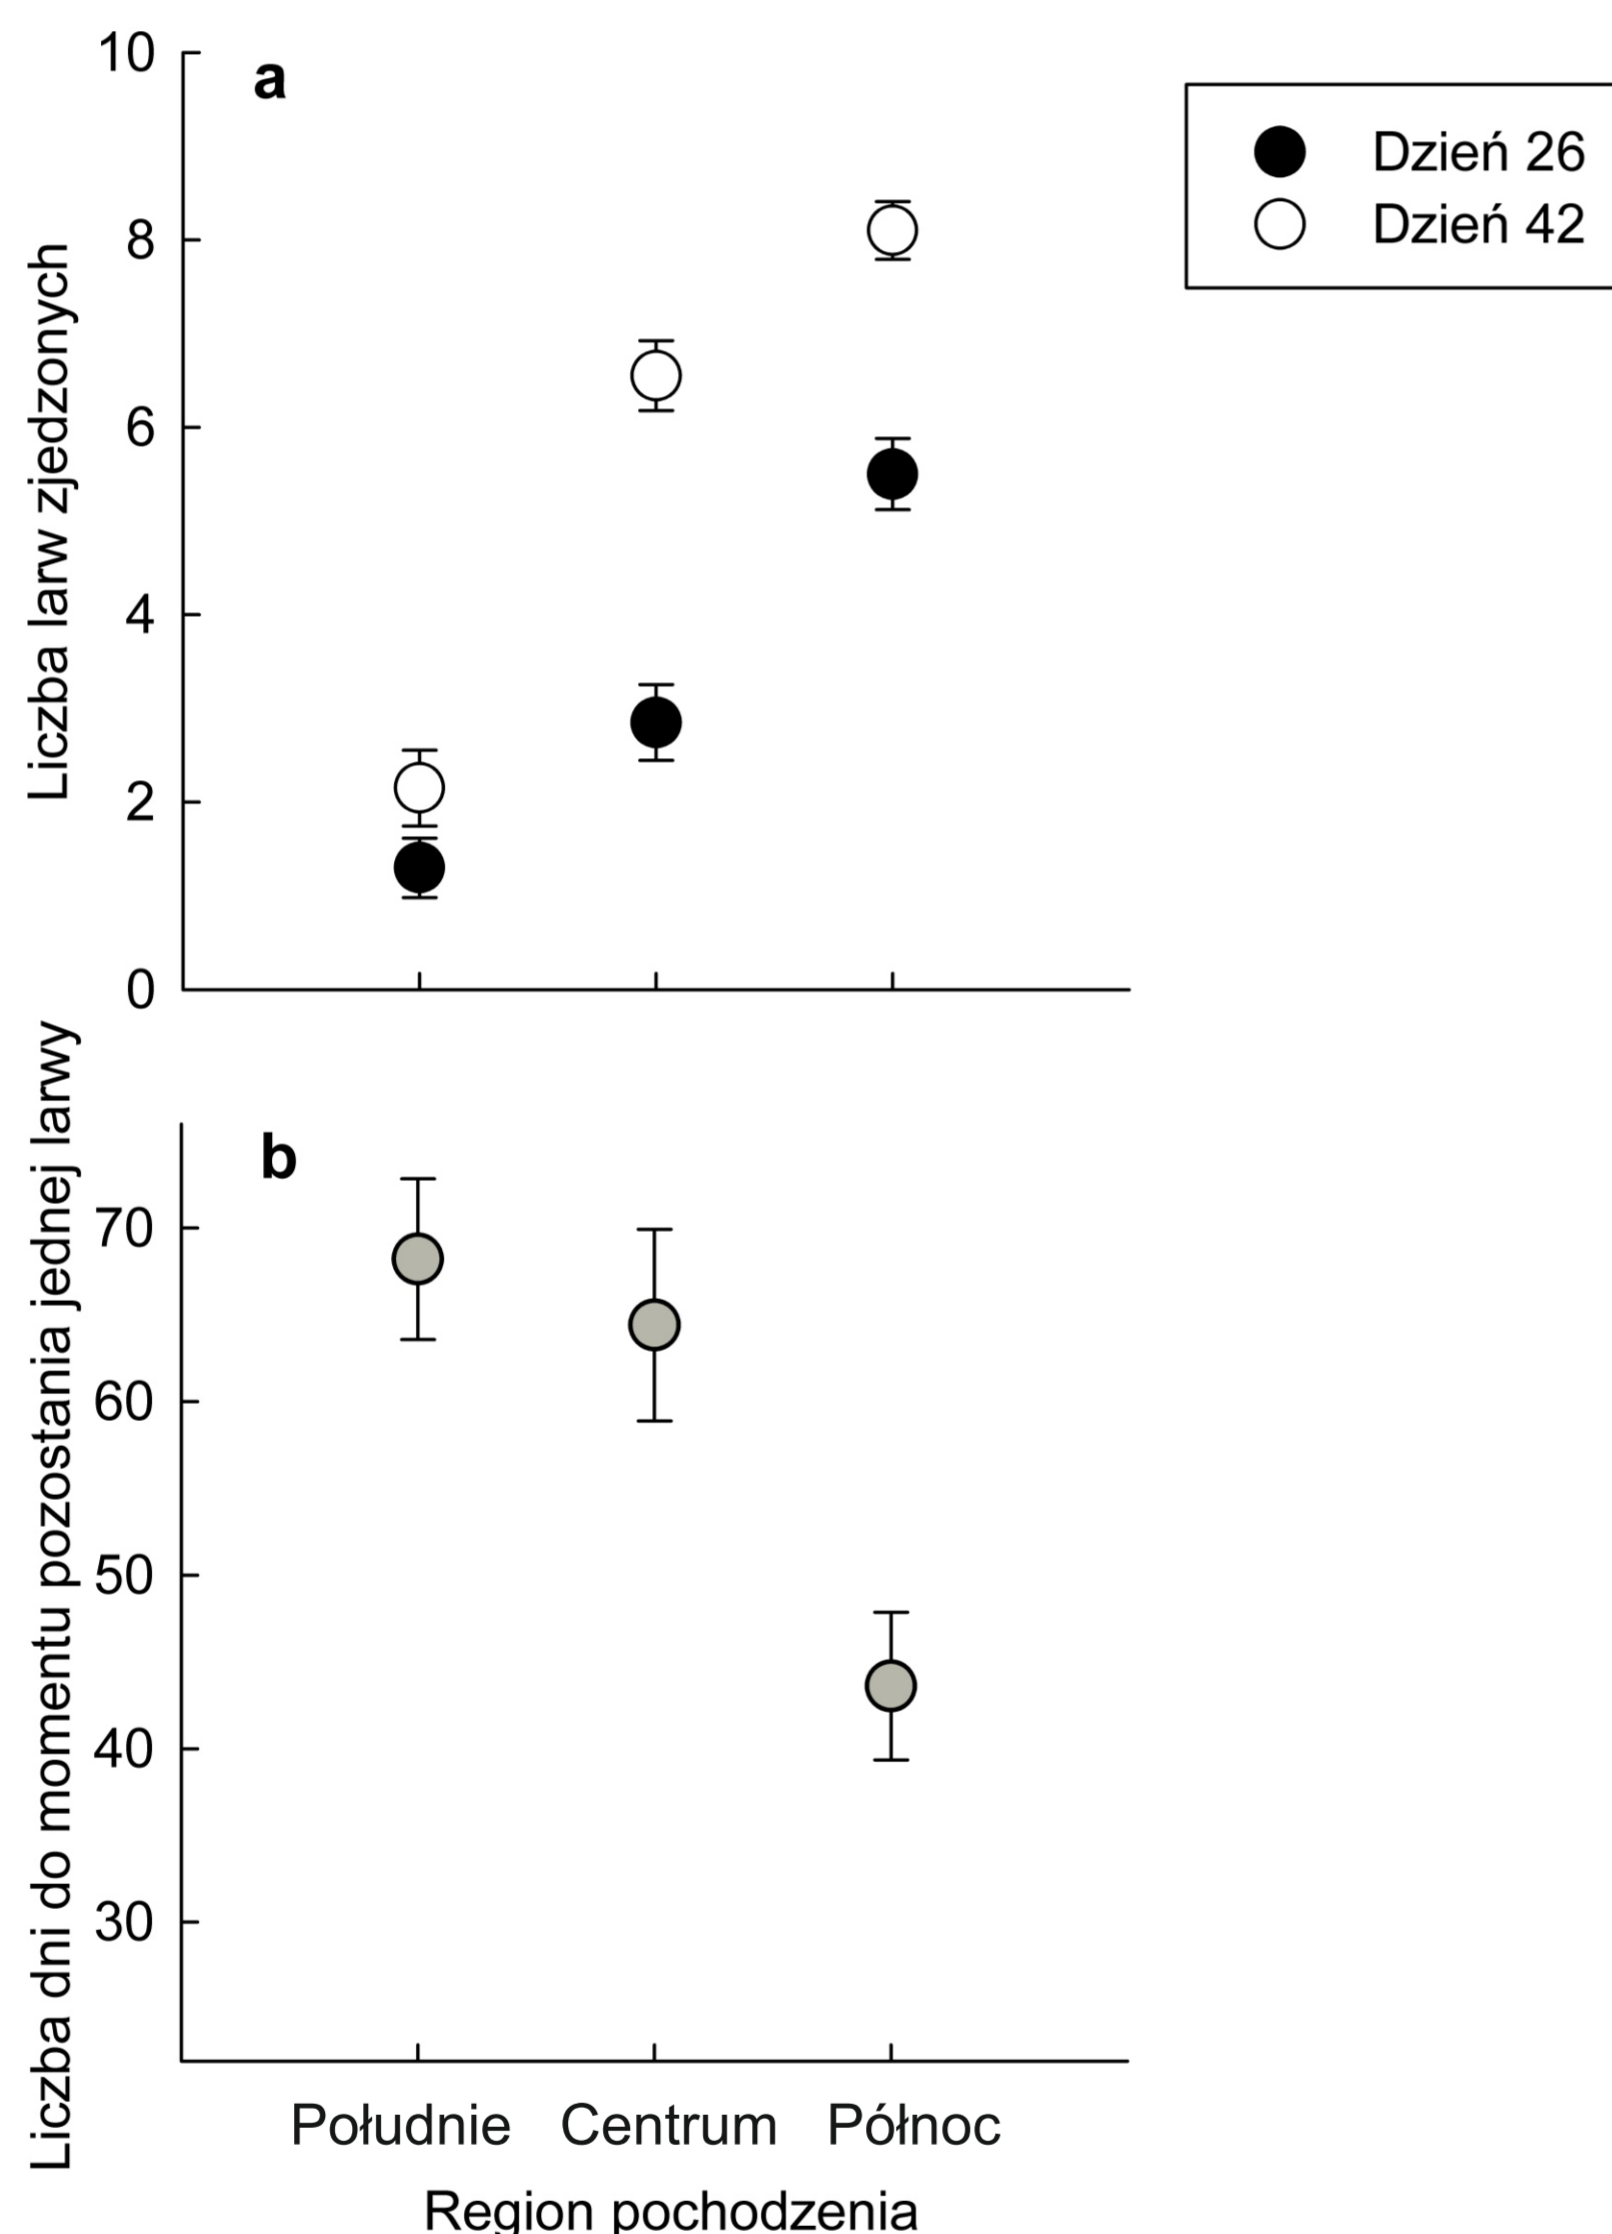 a
Dzień 26
Dzień 42
10
8
6
4
2
0
Liczba larw zjedzonych
b
70
60
50
40
30
Liczba dni do momentu pozostania jednej larwy
Południe Centrum Północ
Region pochodzenia